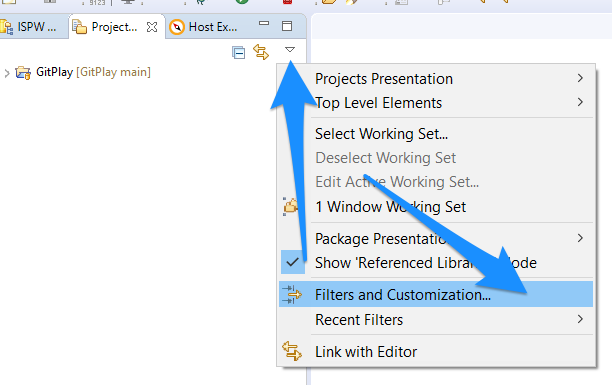 ISPW ... Project... Host Ex...
GitPlay [GitPlay main]
Projects Presentation
Top Level Elements
Select Working Set...
Deselect Working Set
Edit Active Working Set...
1 Window Working Set
Package Presentation
Show 'Referenced Librar ode
Filters and Customization...
Recent Filters
Link with Editor